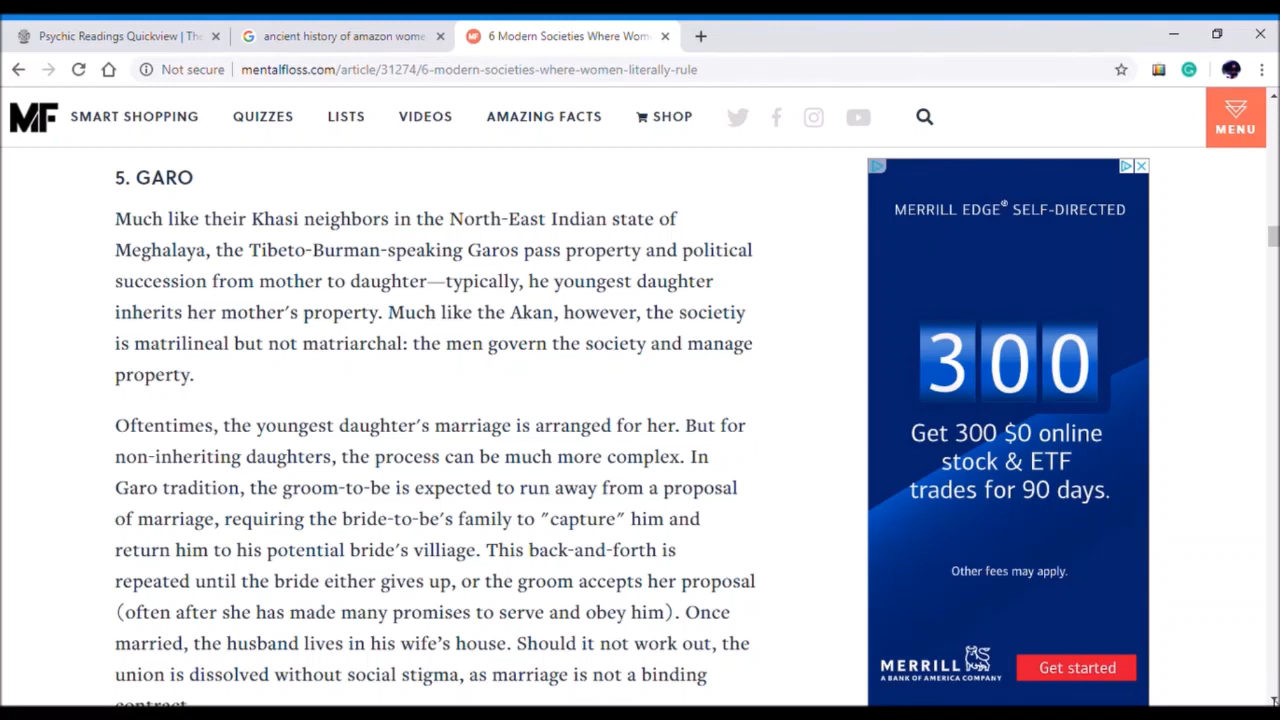 Psychic Readings Quickview | The
ancient history of amazon wome
6 Modern Societies Where Wom
Not secure
mentalfloss.com/article/31274/6-modern-societies-where-women-literally-rule
MF
SMART SHOPPING
QUIZZES
LISTS
VIDEOS
AMAZING FACTS
SHOP
MENU
5. GARO
Much like their Khasi neighbors in the North-East Indian state of
Meghalaya, the Tibeto-Burman-speaking Garos pass property and political
succession from mother to daughter—typically, he youngest daughter
inherits her mother's property. Much like the Akan, however, the societiy
is matrilineal but not matriarchal: the men govern the society and manage
property.
Oftentimes, the youngest daughter's marriage is arranged for her. But for
non-inheriting daughters, the process can be much more complex. In
Garo tradition, the groom-to-be is expected to run away from a proposal
of marriage, requiring the bride-to-be's family to "capture" him and
return him to his potential bride's villiage. This back-and-forth is
repeated until the bride either gives up, or the groom accepts her proposal
(often after she has made many promises to serve and obey him). Once
married, the husband lives in his wife's house. Should it not work out, the
union is dissolved without social stigma, as marriage is not a binding
contract.
MERRILL EDGE® SELF-DIRECTED
300
Get 300 $0 online
stock & ETF
trades for 90 days.
Other fees may apply.
MERRILL
A BANK OF AMERICA COMPANY
Get started